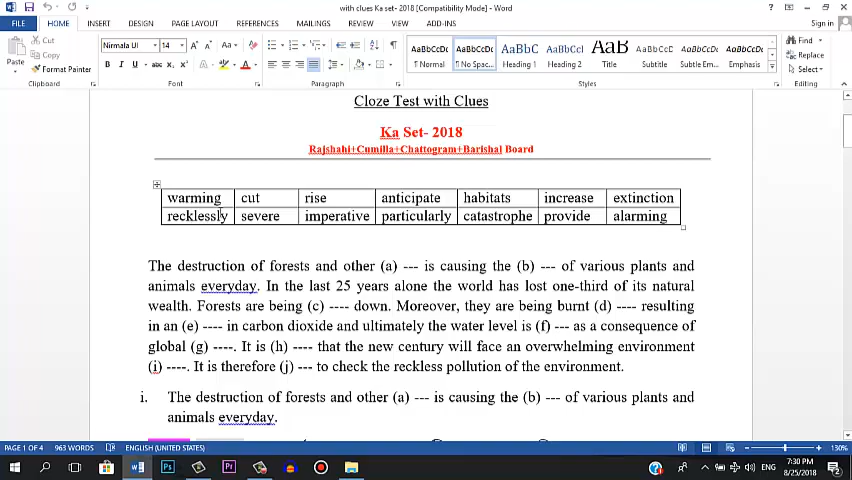 with clues Ka set- 2018 [Compatibility Mode] - Word
FILE HOME INSERT DESIGN PAGE LAYOUT REFERENCES MAILINGS REVIEW VIEW ADD-INS Sign in
Paste Cut Copy Format Painter
Nirmala UI 14
AaBbCcDc AaBbCcDc AaBbC AaBbCcI AaB AaBbCcDc AaBbCcDc AaBbCcDc
¶ Normal ¶ No Spac... Heading 1 Heading 2 Title Subtitle Subtle Em... Emphasis
Find Replace Select
Clipboard Font Paragraph Styles Editing
Cloze Test with Clues
Ka Set- 2018
Rajshahi+Cumilla+Chattogram+Barishal Board
warming cut rise anticipate habitats increase extinction
recklessly severe imperative particularly catastrophe provide alarming
The destruction of forests and other (a) --- is causing the (b) --- of various plants and
animals everyday. In the last 25 years alone the world has lost one-third of its natural
wealth. Forests are being (c) ---- down. Moreover, they are being burnt (d) ---- resulting
in an (e) ---- in carbon dioxide and ultimately the water level is (f) --- as a consequence of
global (g) ----. It is (h) ---- that the new century will face an overwhelming environment
(i) ----. It is therefore (j) --- to check the reckless pollution of the environment.
i. The destruction of forests and other (a) --- is causing the (b) --- of various plants and
animals everyday.
PAGE 1 OF 4 963 WORDS ENGLISH (UNITED STATES) 130%
ENG 7:30 PM
8/25/2018